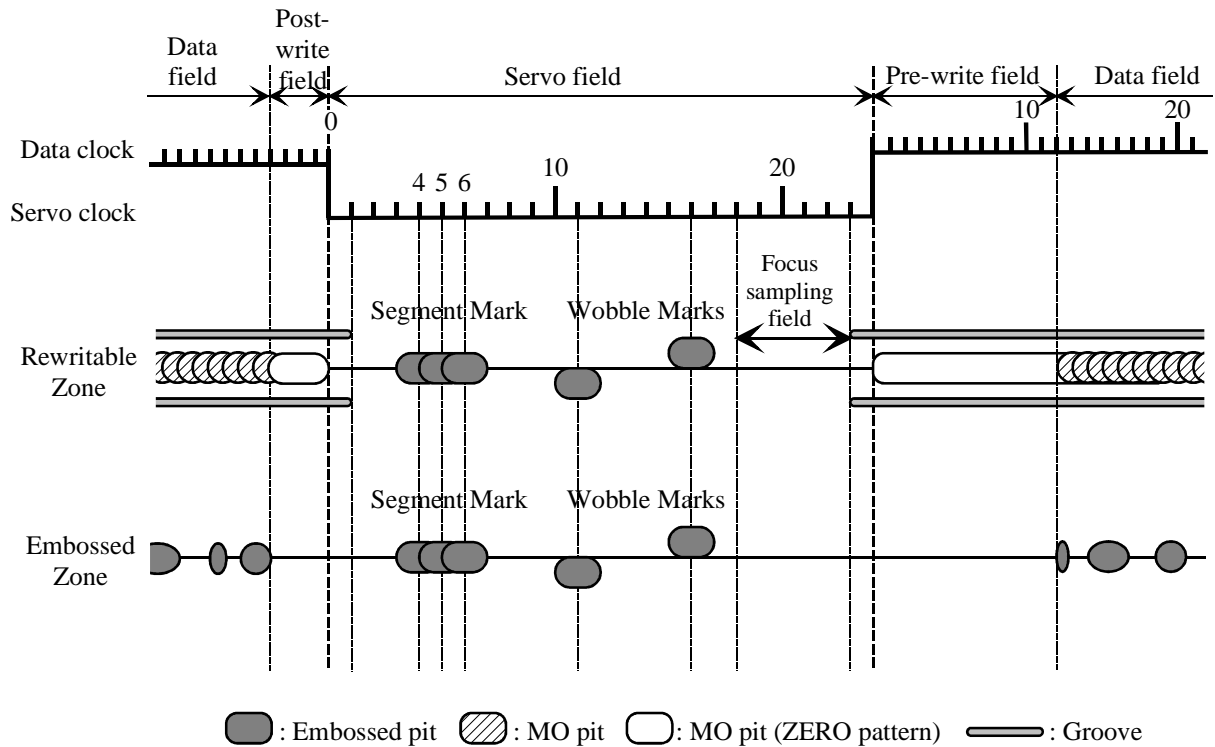 Post-
write
field
Data
field
Servo field
Pre-write field
Data field
0
10
20
Data clock
4 5 6
10
20
Servo clock
Focus
sampling
field
Segment Mark
Wobble Marks
Rewritable
Zone
Segment Mark
Wobble Marks
Embossed
Zone
: Embossed pit
: MO pit
: MO pit (ZERO pattern)
: Groove